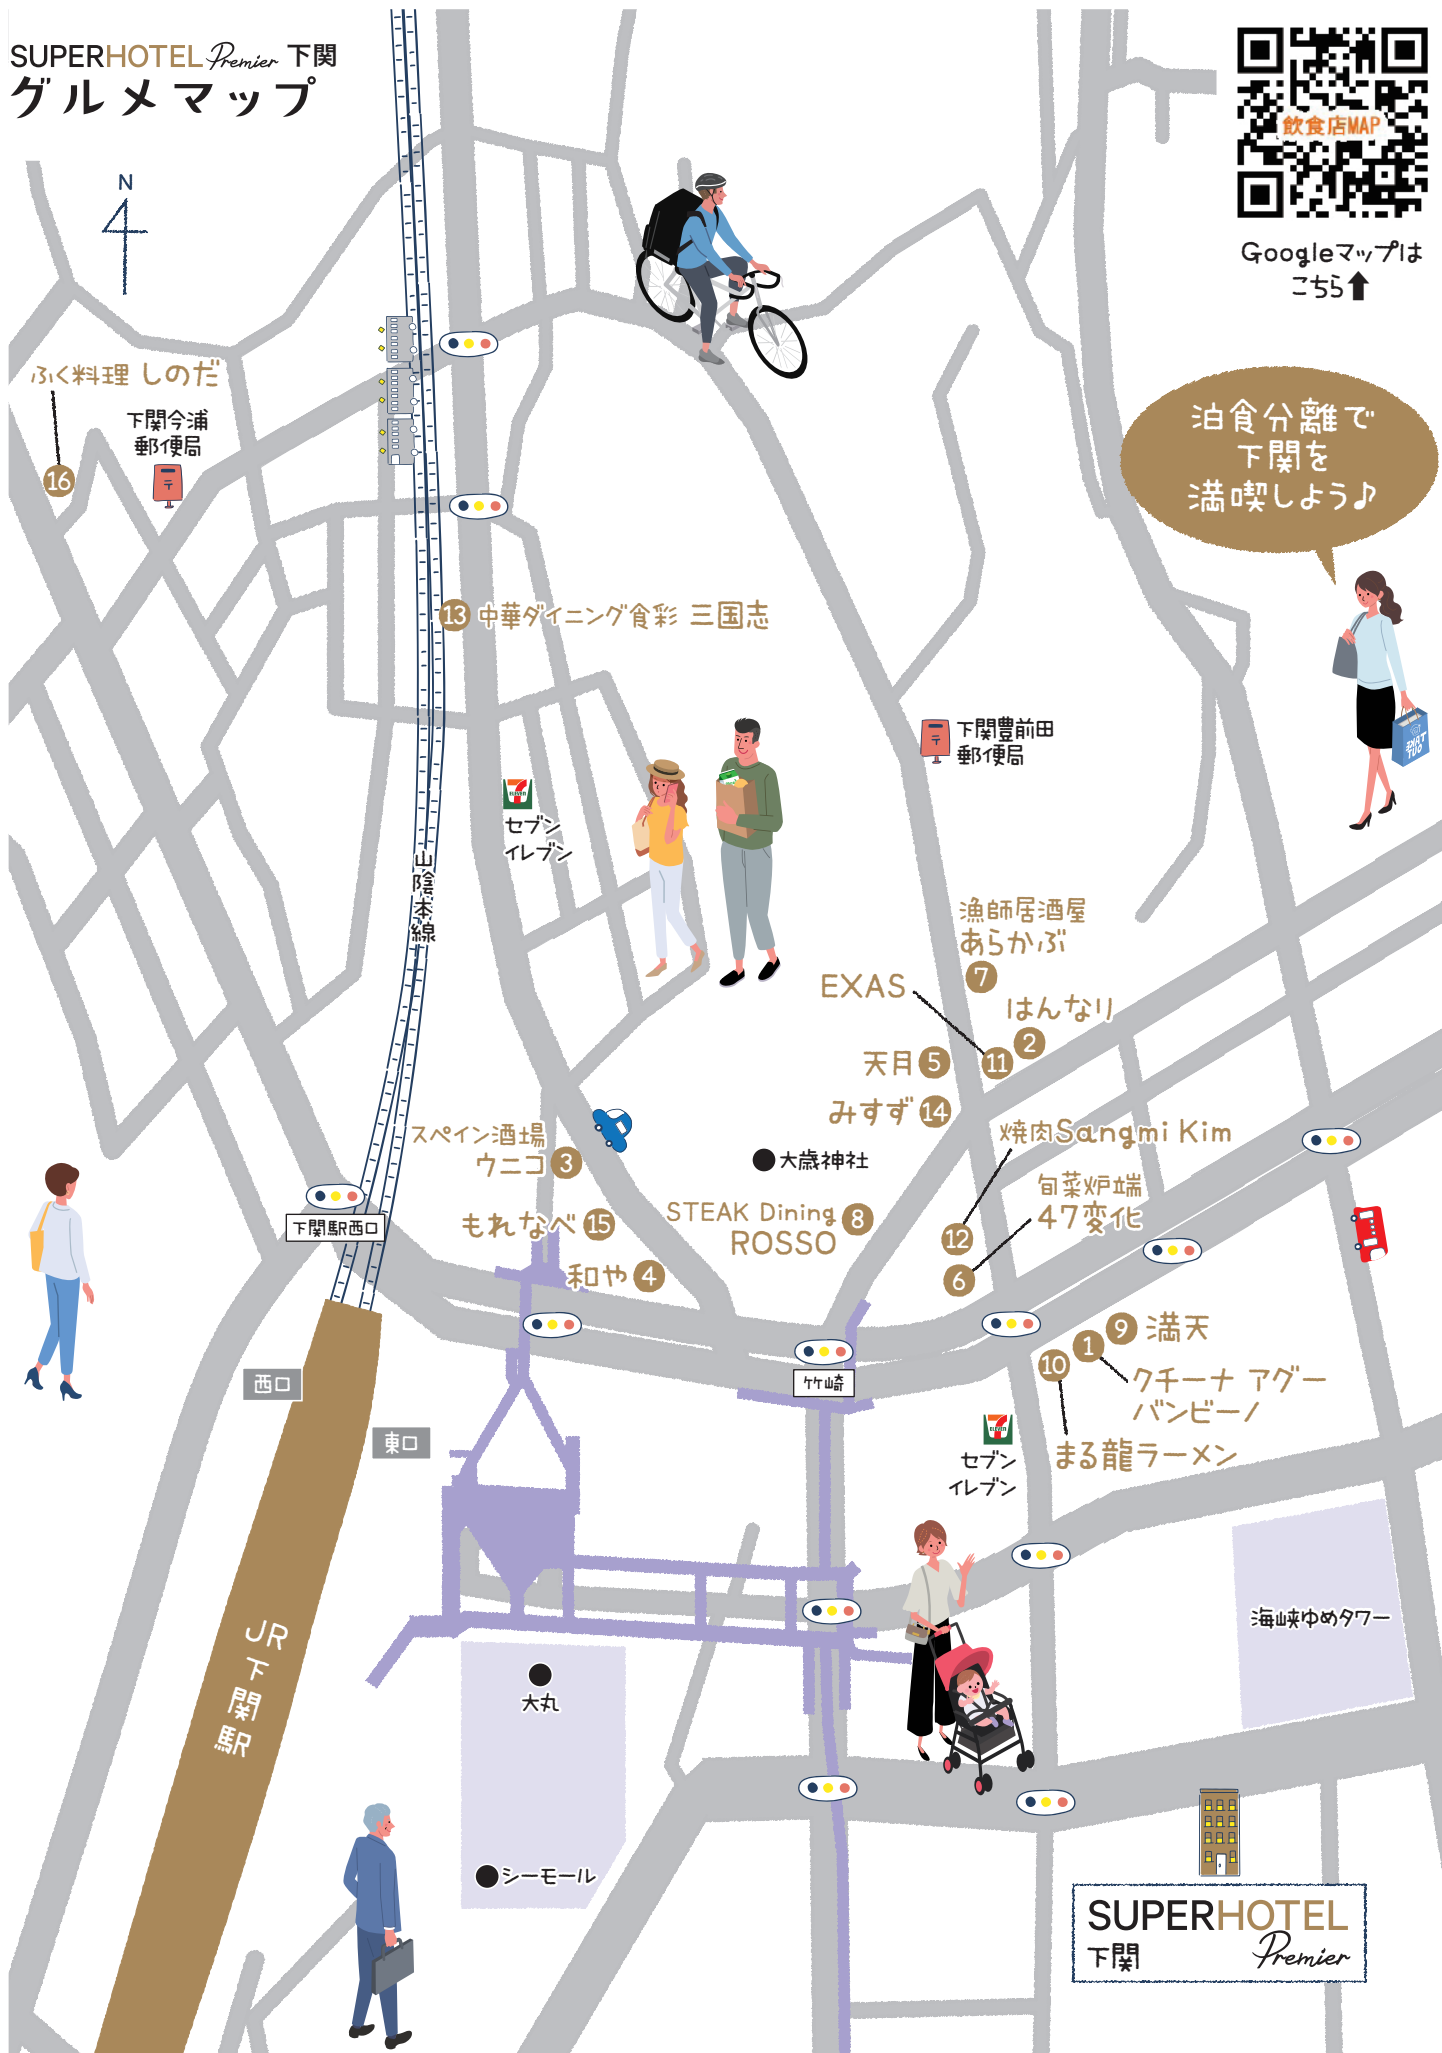 SUPERHOTEL Premier 下関
グルメマップ
飲食店MAP
Googleマップは
こちら⬆
N
ふく料理 しのだ
16
下関今浦
郵便局
〒
泊食分離で
下関を
満喫しよう♪
13 中華ダイニング食彩 三国志
TAKE
OUT
〒
下関豊前田
郵便局
7
ELEVEN
セブン
イレブン
山陰本線
漁師居酒屋
あらかぶ
7
EXAS
はんなり
2
11
天月 5
みすず 14
スペイン酒場
ウニコ 3
焼肉Sangmi Kim
大歳神社
旬菜炉端
47変化
12
6
もれなべ 15
STEAK Dining
ROSSO
8
和や 4
下関駅西口
9 満天
1
クチーナ アグー
バンビーノ
10
まる龍ラーメン
竹崎
西口
東口
7
ELEVEN
セブン
イレブン
海峡ゆめタワー
JR下関駅
大丸
シーモール
SUPERHOTEL
下関 Premier